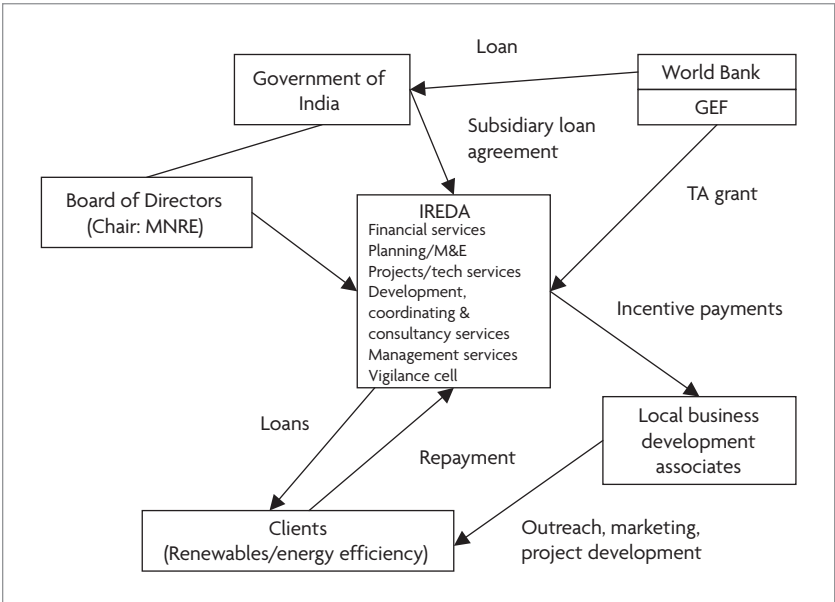 Loan
Government of
India
World Bank
GEF
Subsidiary loan
agreement
Board of Directors
(Chair: MNRE)
TA grant
IREDA
Financial services
Planning/M&E
Projects/tech services
Development,
coordinating &
consultancy services
Management services
Vigilance cell
Incentive payments
Loans
Repayment
Local business
development
associates
Clients
(Renewables/energy efficiency)
Outreach, marketing,
project development